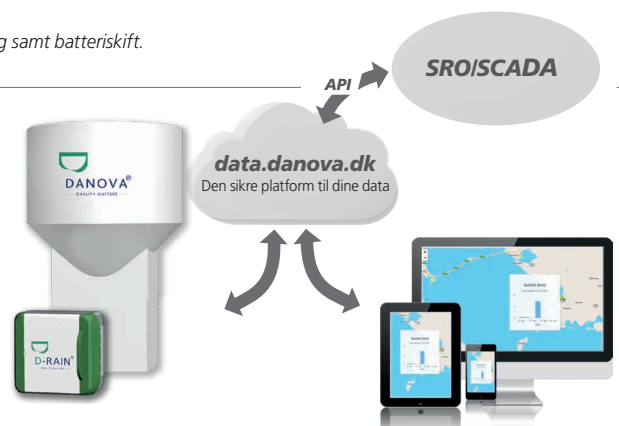 g samt batteriskift.
SRO/SCADA
API
data.danova.dk
Den sikre platform til dine data
DANOVA®
QUALITY MATTERS
D-RAIN®